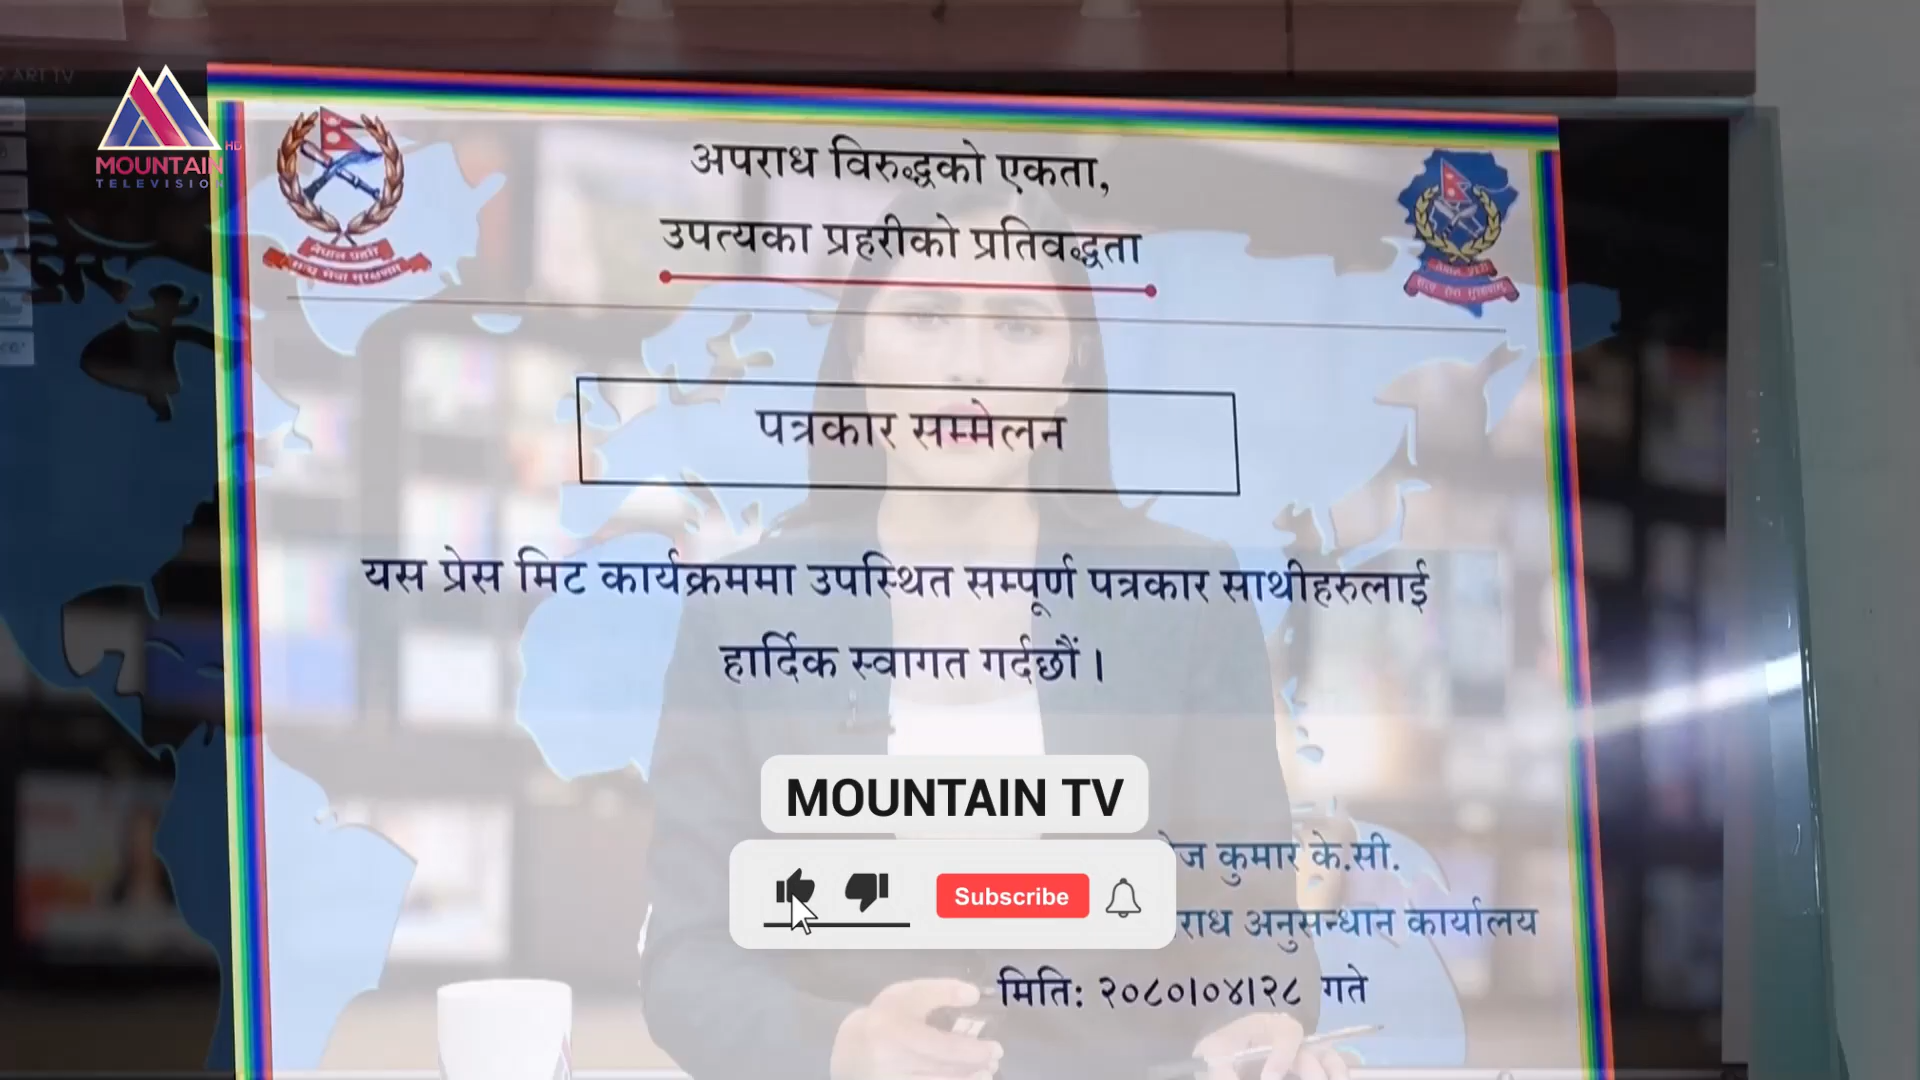 MOUNTAIN HD
TELEVISION
अपराध विरुद्धको एकता,
उपत्यका प्रहरीको प्रतिवद्धता
पत्रकार सम्मेलन
यस प्रेस मिट कार्यक्रममा उपस्थित सम्पूर्ण पत्रकार साथीहरुलाई
हार्दिक स्वागत गर्दछौं ।
MOUNTAIN TV
Subscribe
कुमार के.सी.
अनुसन्धान कार्यालय
मितिः २०८०।०४।२८ गते